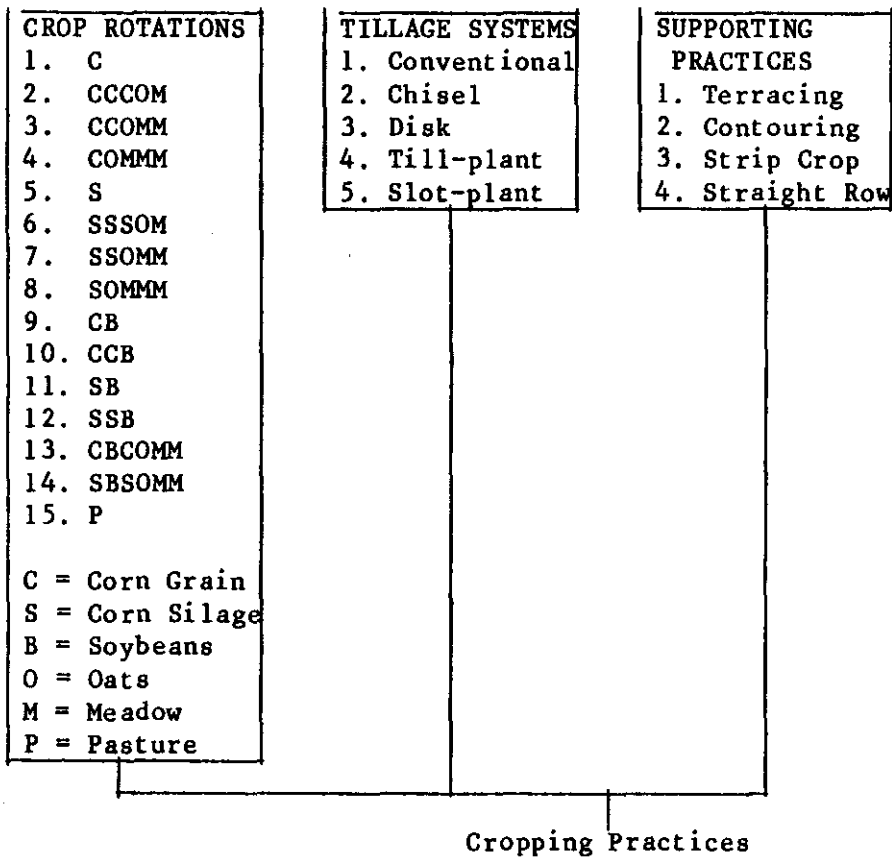 CROP ROTATIONS
1. C
2. CCCOM
3. CCOMM
4. COMMM
5. S
6. SSSOM
7. SSOMM
8. SOMMM
9. CB
10. CCB
11. SB
12. SSB
13. CBCOMM
14. SBSOMM
15. P
C = Corn Grain
S = Corn Silage
B = Soybeans
O = Oats
M = Meadow
P = Pasture
TILLAGE SYSTEMS
1. Conventional
2. Chisel
3. Disk
4. Till-plant
5. Slot-plant
SUPPORTING
PRACTICES
1. Terracing
2. Contouring
3. Strip Crop
4. Straight Row
Cropping Practices